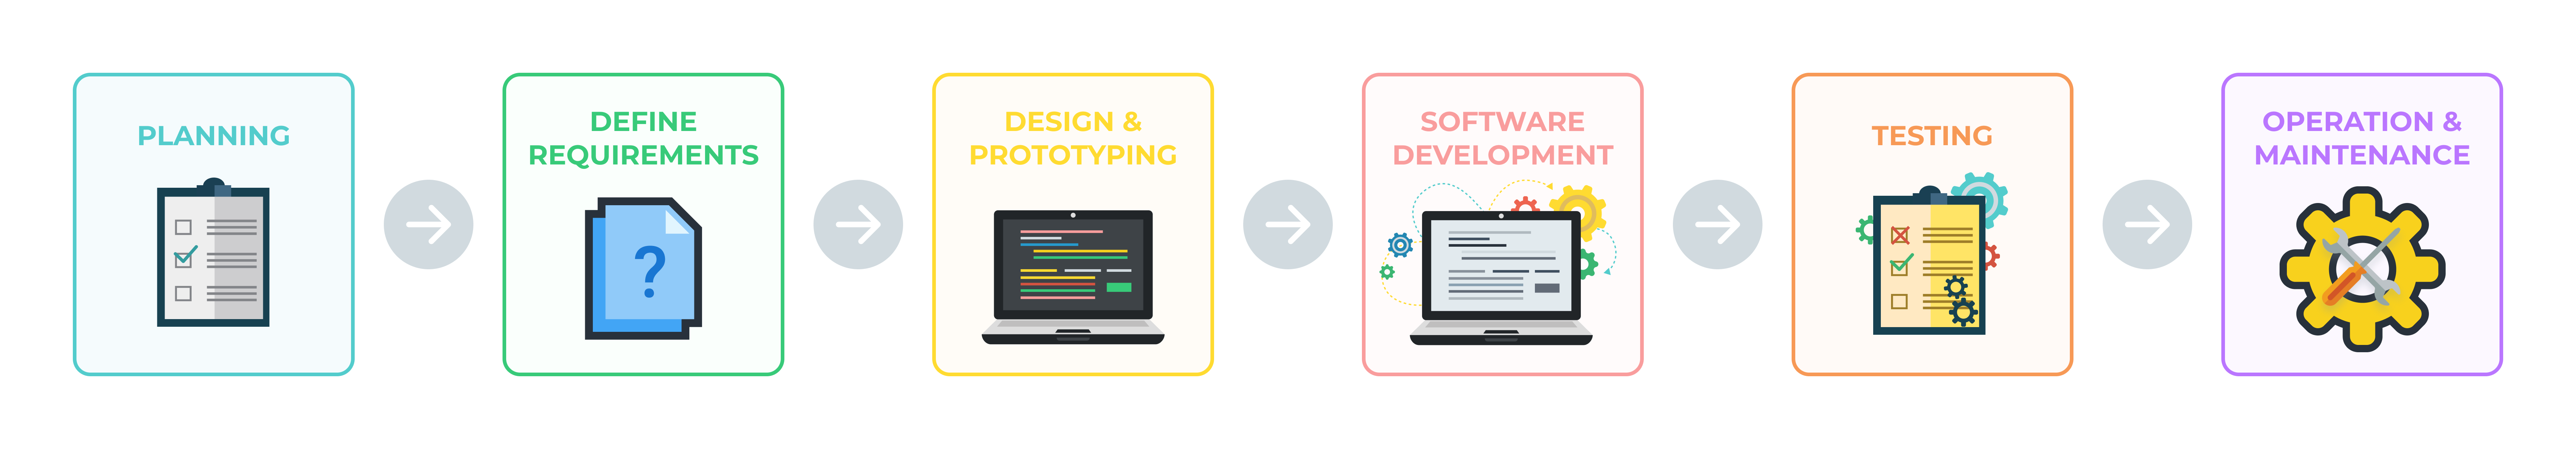 PLANNING
DEFINE
REQUIREMENTS
DESIGN &
PROTOTYPING
SOFTWARE
DEVELOPMENT
TESTING
OPERATION &
MAINTENANCE
?